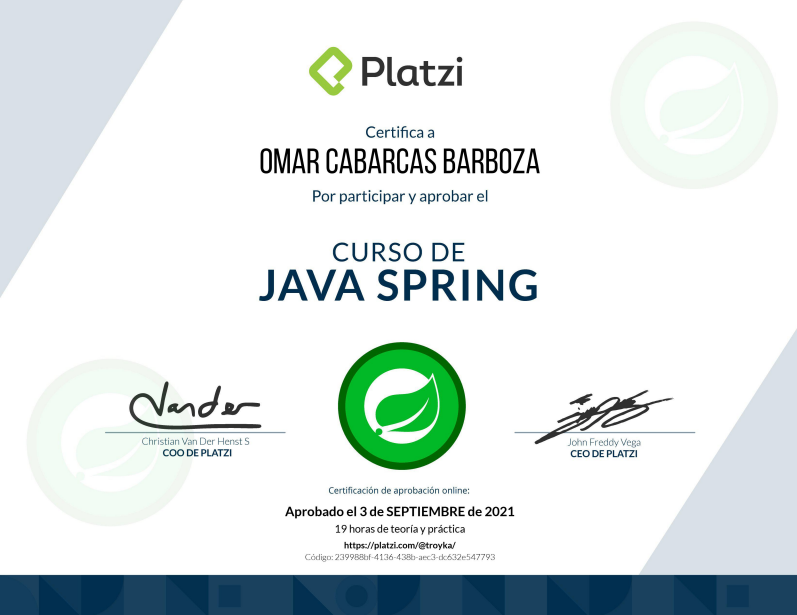 Platzi
Certifica a
OMAR CABARCAS BARBOZA
Por participar y aprobar el
CURSO DE
JAVA SPRING
Vander
Christian Van Der Henst S
COO DE PLATZI
John Freddy Vega
CEO DE PLATZI
Certificación de aprobación online:
Aprobado el 3 de SEPTIEMBRE de 2021
19 horas de teoría y práctica
https://platzi.com/@troyka/
Código: 239988bf-4136-438b-aec3-dc632e547793